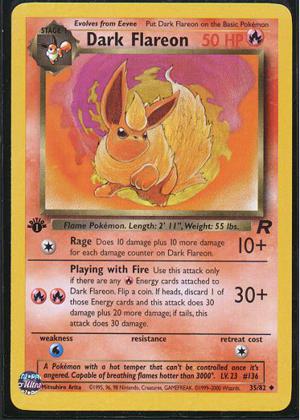 Evolves from Eevee Put Dark Flareon on the Basic Pokémon
STAGE 1
Dark Flareon 50 HP
EDITION
1
Flame Pokémon. Length: 2' 11", Weight: 55 lbs.
R
Rage Does 10 damage plus 10 more damage
for each damage counter on Dark Flareon.
10+
Playing with Fire Use this attack only
if there are any Energy cards attached to
Dark Flareon. Flip a coin. If heads, discard 1 of
those Energy cards and this attack does 30
damage plus 20 more damage; if tails, this
attack does 30 damage.
30+
weakness resistance retreat cost
A Pokémon with a hot temper that can't be controlled once it's
angered. Capable of breathing flames hotter than 3000°. LV. 23 #136
Mitsuhiro Arita ©1995, 96, 98 Nintendo, Creatures, GAMEFREAK. ©1999-2000 Wizards. 35/82